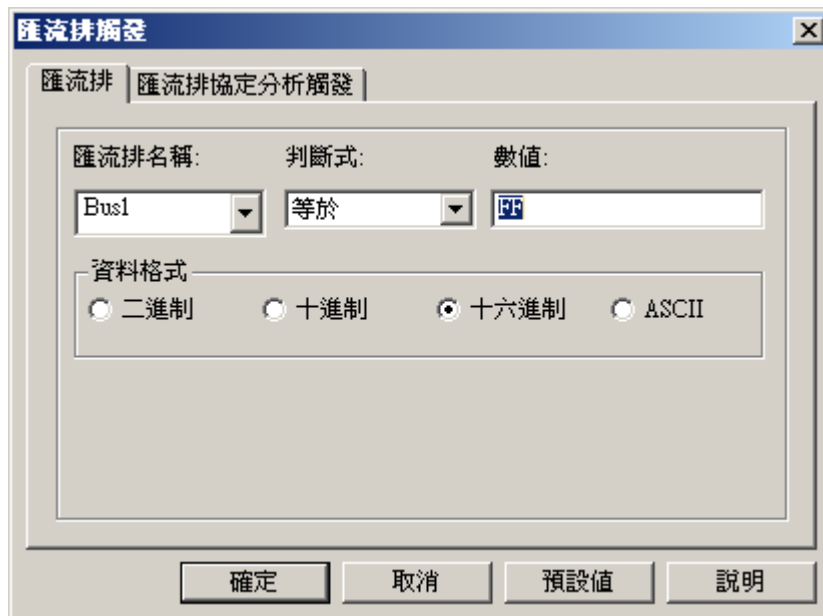 匯流排觸發
匯流排 匯流排協定分析觸發
匯流排名稱: 判斷式: 數值:
Bus1 等於 FF
資料格式
二進制 十進制 十六進制 ASCII
確定 取消 預設值 說明